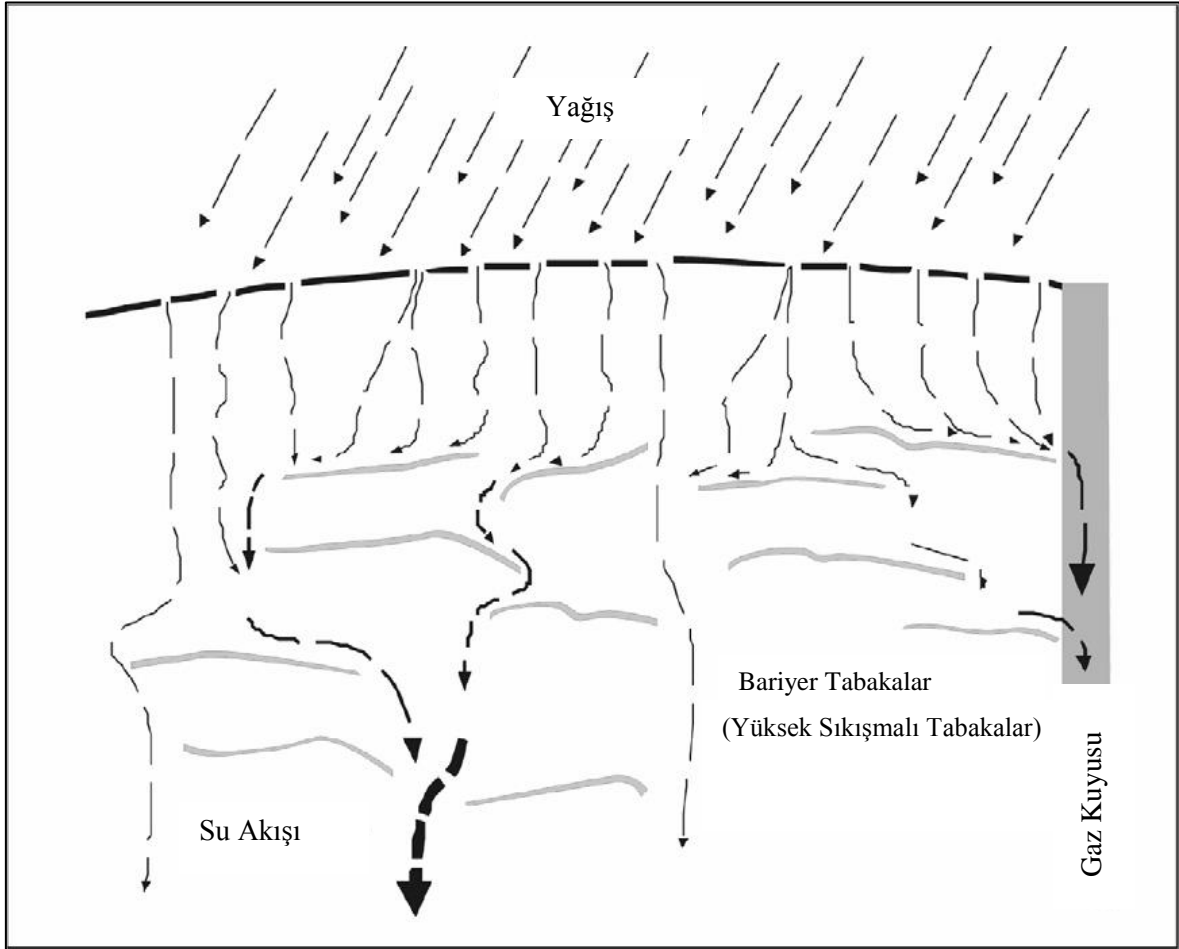 Yağış
Bariyer Tabakalar
(Yüksek Sıkışmalı Tabakalar)
Su Akışı
Gaz Kuyusu